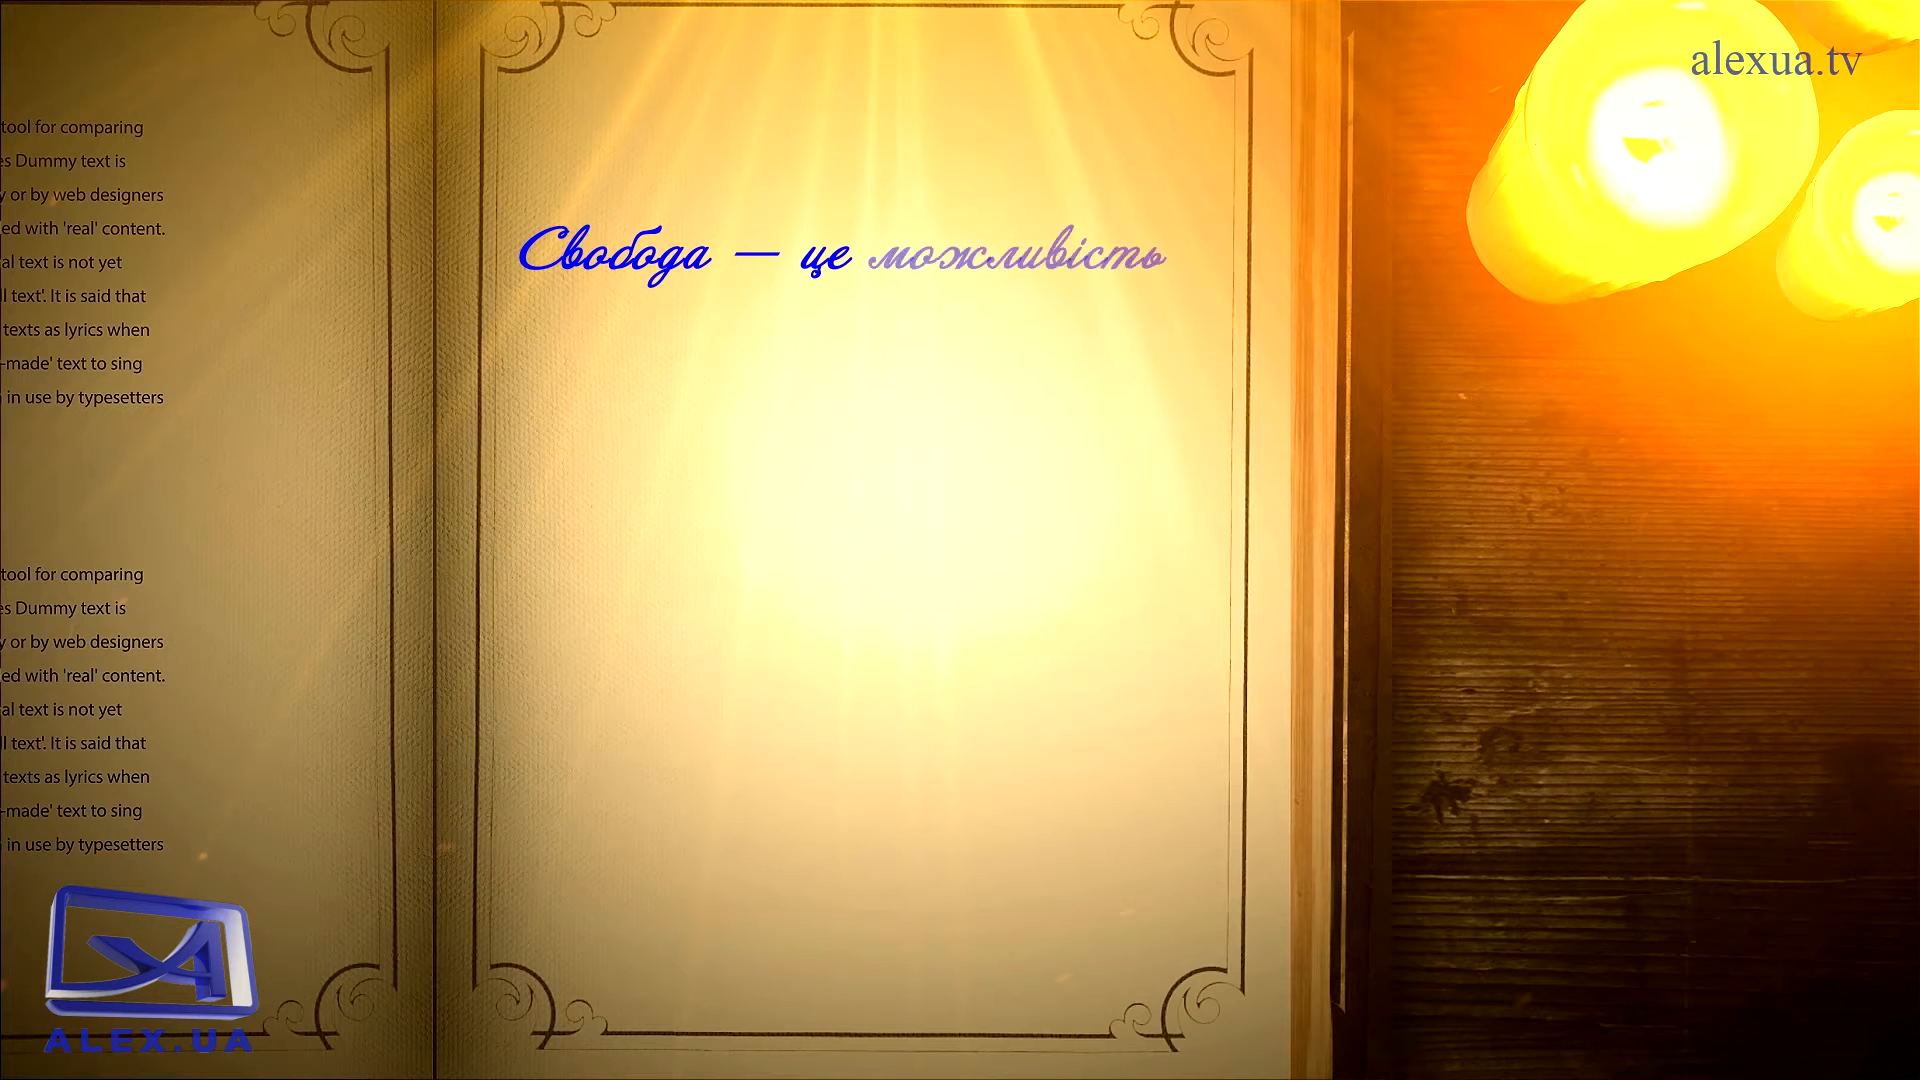 alexua.tv
tool for comparing
es Dummy text is
y or by web designers
ed with 'real' content.
al text is not yet
ll text'. It is said that
texts as lyrics when
-made' text to sing
in use by typesetters
tool for comparing
es Dummy text is
y or by web designers
ed with 'real' content.
al text is not yet
ll text'. It is said that
texts as lyrics when
-made' text to sing
in use by typesetters
Свобода – це можливість
ALEX.UA